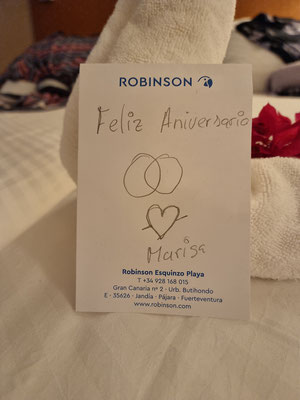 ROBINSON
Feliz Aniversario
Marisa
Robinson Esquinzo Playa
T +34 928 168 015
Gran Canaria nº 2 · Urb. Butihondo
E · 35626 · Jandia · Pájara · Fuerteventura
www.robinson.com